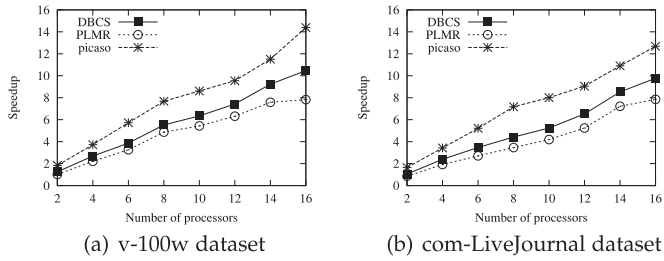 DBCS
PLMR
picaso
Speedup
16
14
12
10
8
6
4
2
0
2 4 6 8 10 12 14 16
Number of processors
(a) v-100w dataset
DBCS
PLMR
picaso
Speedup
16
14
12
10
8
6
4
2
0
2 4 6 8 10 12 14 16
Number of processors
(b) com-LiveJournal dataset